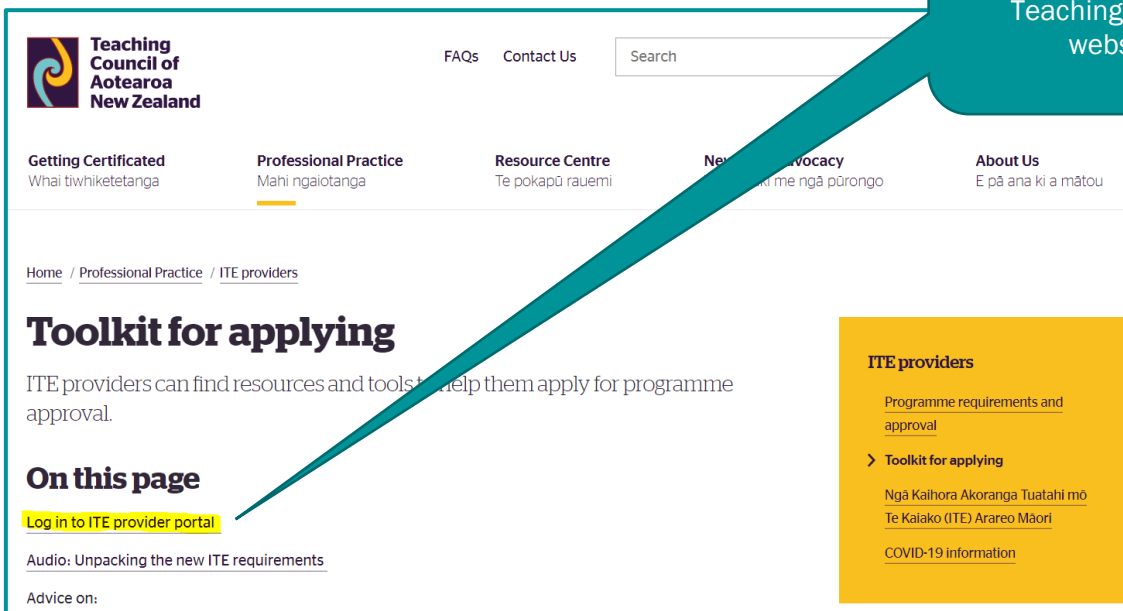 Teaching
webs
Teaching
Council of
Aotearoa
New Zealand
FAQs Contact Us Search
Getting Certificated
Whai tiwhiketetanga
Professional Practice
Mahi ngaiotanga
Resource Centre
Te pokapū rauemi
vocacy
me ngā pūrongo
About Us
E pā ana ki a mātou
Home / Professional Practice / ITE providers
Toolkit for applying
ITE providers can find resources and tools to help them apply for programme
approval.
On this page
Log in to ITE provider portal
Audio: Unpacking the new ITE requirements
Advice on:
ITE providers
Programme requirements and
approval
Toolkit for applying
Ngā Kaihora Akoranga Tuatahi mō
Te Kaiako (ITE) Arareo Māori
COVID-19 information